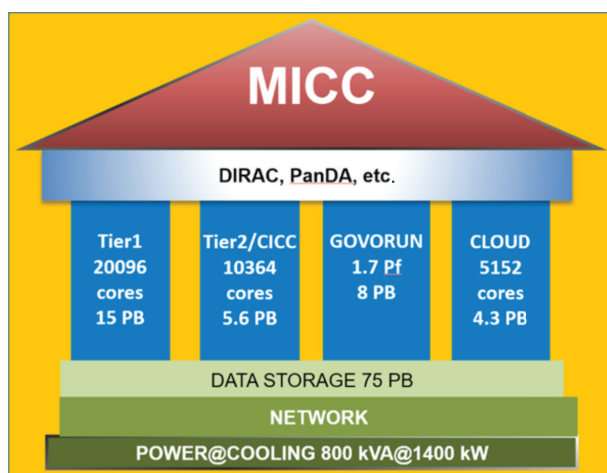 MICC
DIRAC, PanDA, etc.
Tier1
20096
cores
15 PB
Tier2/CICC
10364
cores
5.6 PB
GOVORUN
1.7 Pf
8 PB
CLOUD
5152
cores
4.3 PB
DATA STORAGE 75 PB
NETWORK
POWER@COOLING 800 kVA@1400 kW